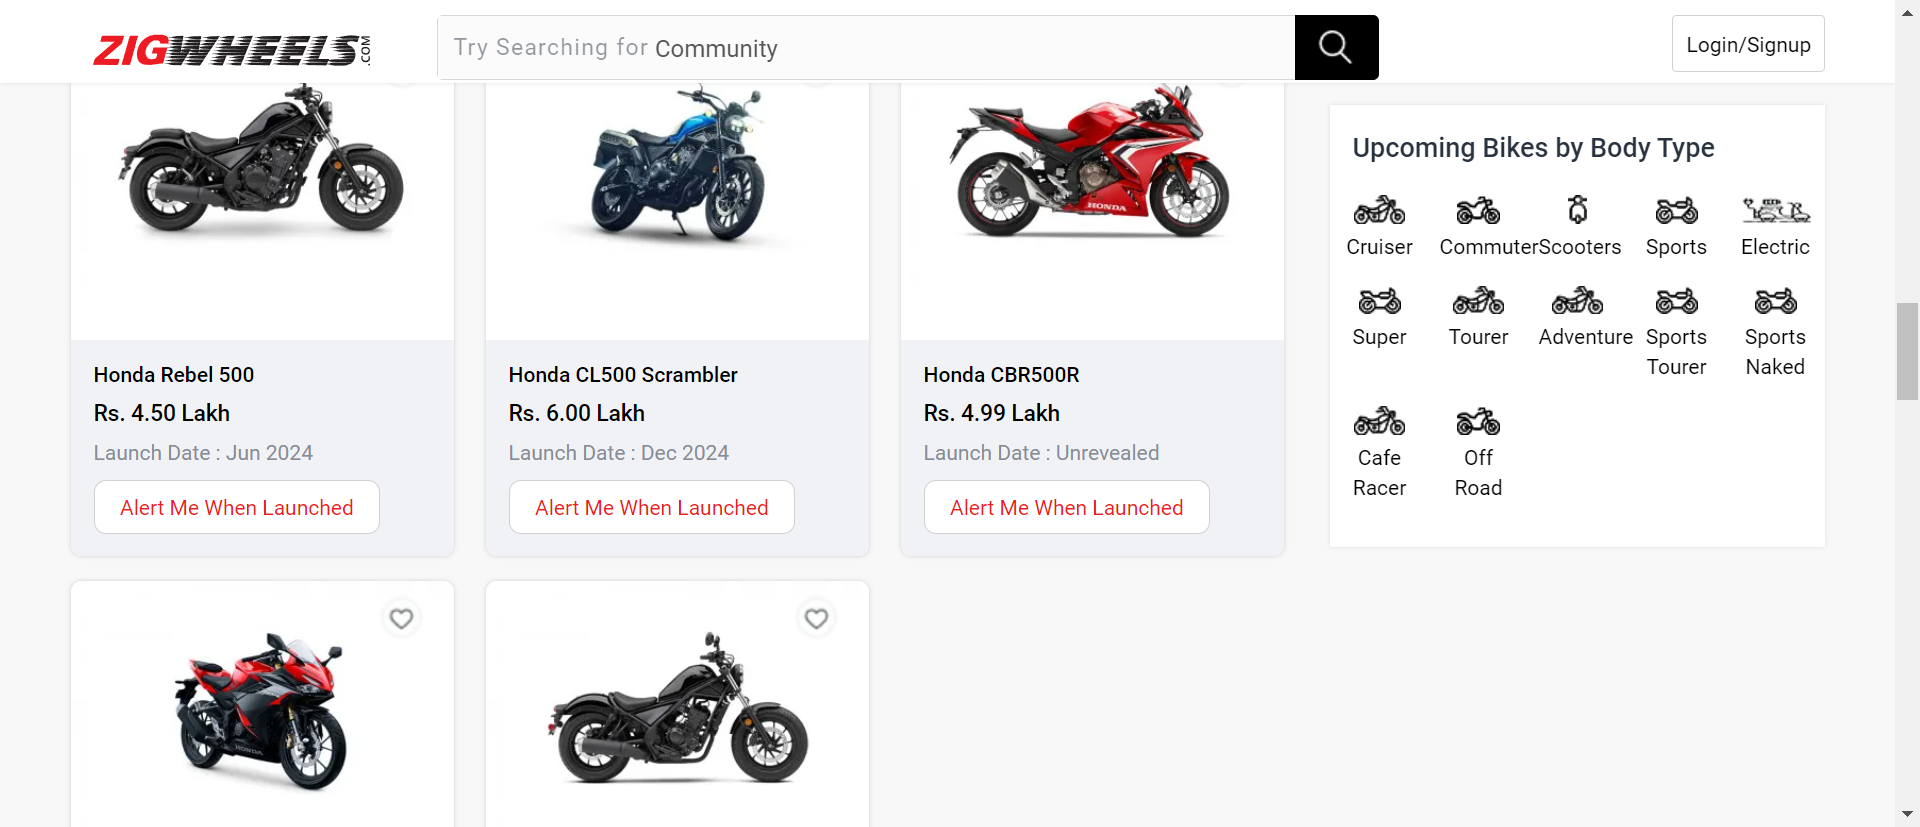 ZIGWHEELS.COM
Try Searching for Community
Login/Signup
HONDA
Honda Rebel 500
Rs. 4.50 Lakh
Launch Date : Jun 2024
Alert Me When Launched
Honda CL500 Scrambler
Rs. 6.00 Lakh
Launch Date : Dec 2024
Alert Me When Launched
Honda CBR500R
Rs. 4.99 Lakh
Launch Date : Unrevealed
Alert Me When Launched
HONDA
Upcoming Bikes by Body Type
Cruiser
Commuter
Scooters
Sports
Electric
Super
Tourer
Adventure
Sports
Tourer
Sports
Naked
Cafe
Racer
Off
Road